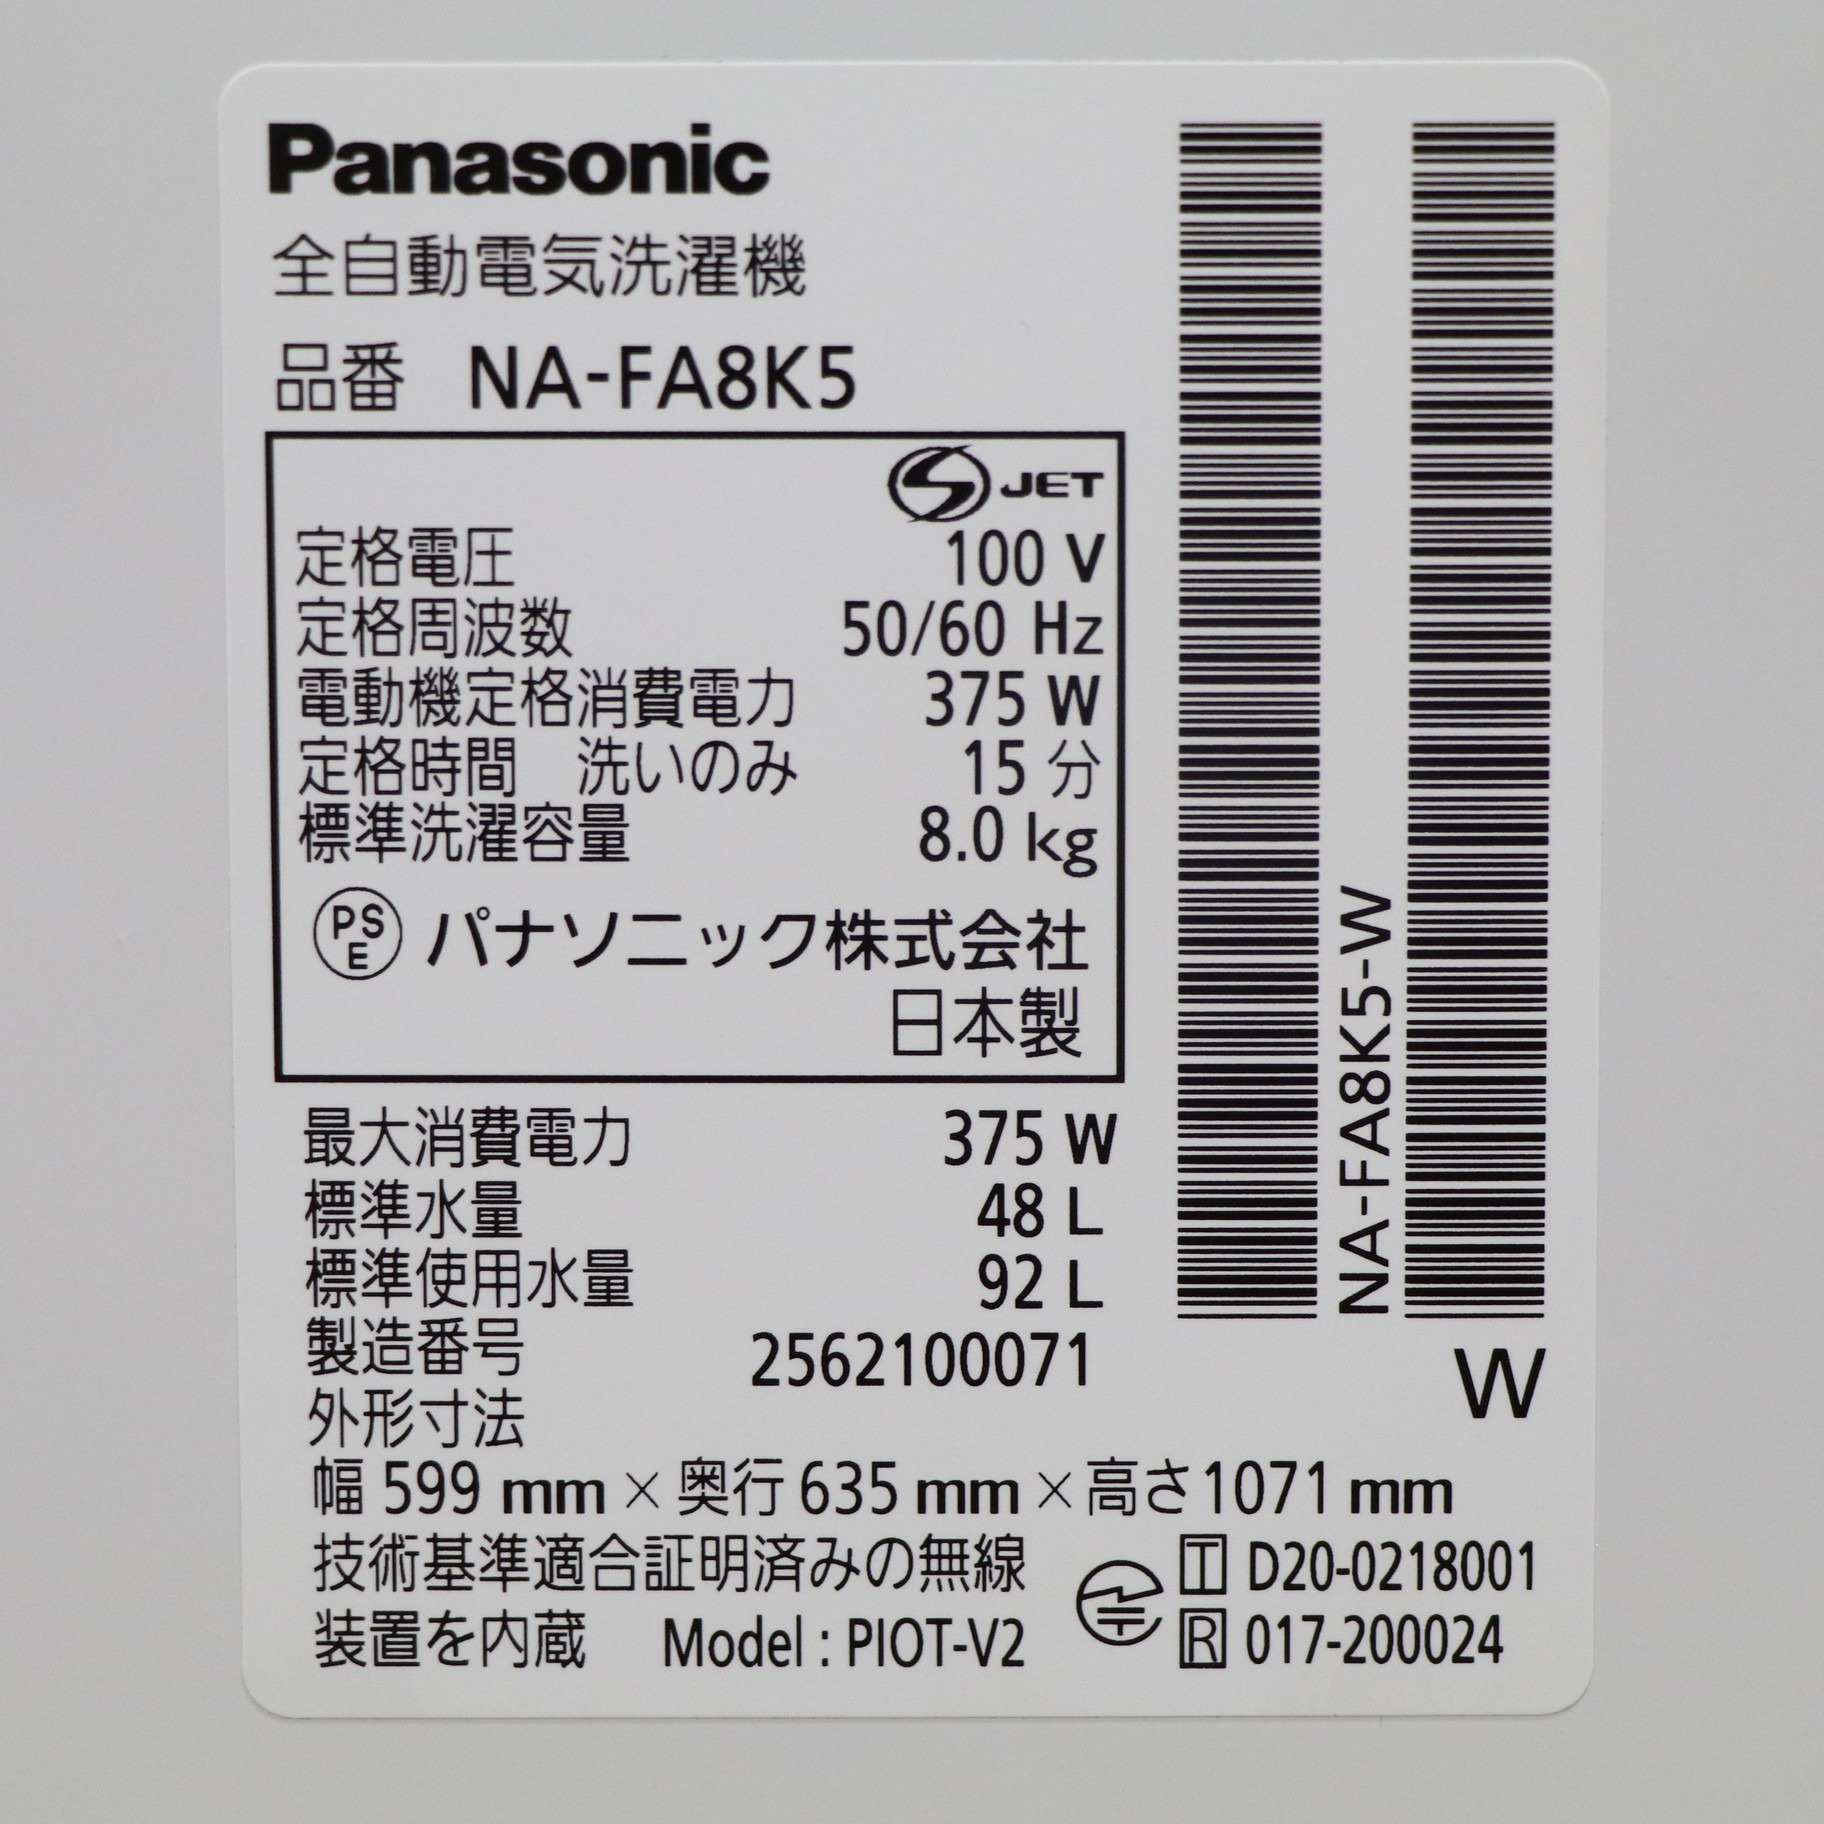 Panasonic
全自動電気洗濯機
品番 NA-FA8K5
JET
定格電圧 100 V
定格周波数 50/60 Hz
電動機定格消費電力 375 W
定格時間 洗いのみ 15 分
標準洗濯容量 8.0 kg
PS E パナソニック株式会社
日本製
最大消費電力 375 W
標準水量 48 L
標準使用水量 92 L
製造番号 2562100071
外形寸法
幅 599 mm × 奥行 635 mm × 高さ 1071 mm
技術基準適合証明済みの無線 T D20-0218001
装置を内蔵 Model : PIOT-V2 R 017-200024
NA-FA8K5-W
W